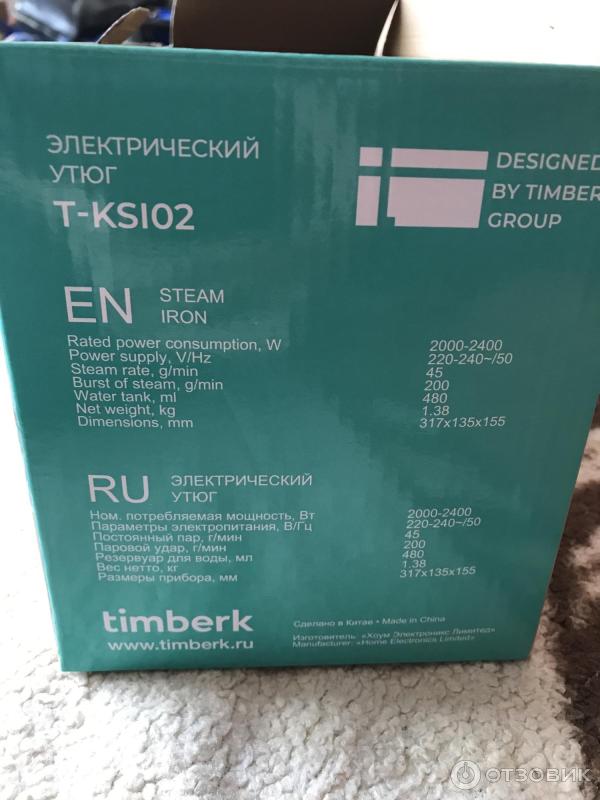 ЭЛЕКТРИЧЕСКИЙ
УТЮГ
T-KSI02
DESIGNED
BY TIMBER
GROUP
EN STEAM
IRON
Rated power consumption, W 2000-2400
Power supply, V/Hz 220-240~/50
Steam rate, g/min 45
Burst of steam, g/min 200
Water tank, ml 480
Net weight, kg 1.38
Dimensions, mm 317x135x155
RU ЭЛЕКТРИЧЕСКИЙ
УТЮГ
Ном. потребляемая мощность, Вт 2000-2400
Параметры электропитания, В/Гц 220-240~/50
Постоянный пар, г/мин 45
Паровой удар, г/мин 200
Резервуар для воды, мл 480
Вес нетто, кг 1.38
Размеры прибора, мм 317x135x155
timberk
www.timberk.ru
Сделано в Китае • Made in China
Изготовитель: «Хоум Электроникс Лимитед»
Manufacturer: «Home Electronics Limited»
ОТЗОВИК